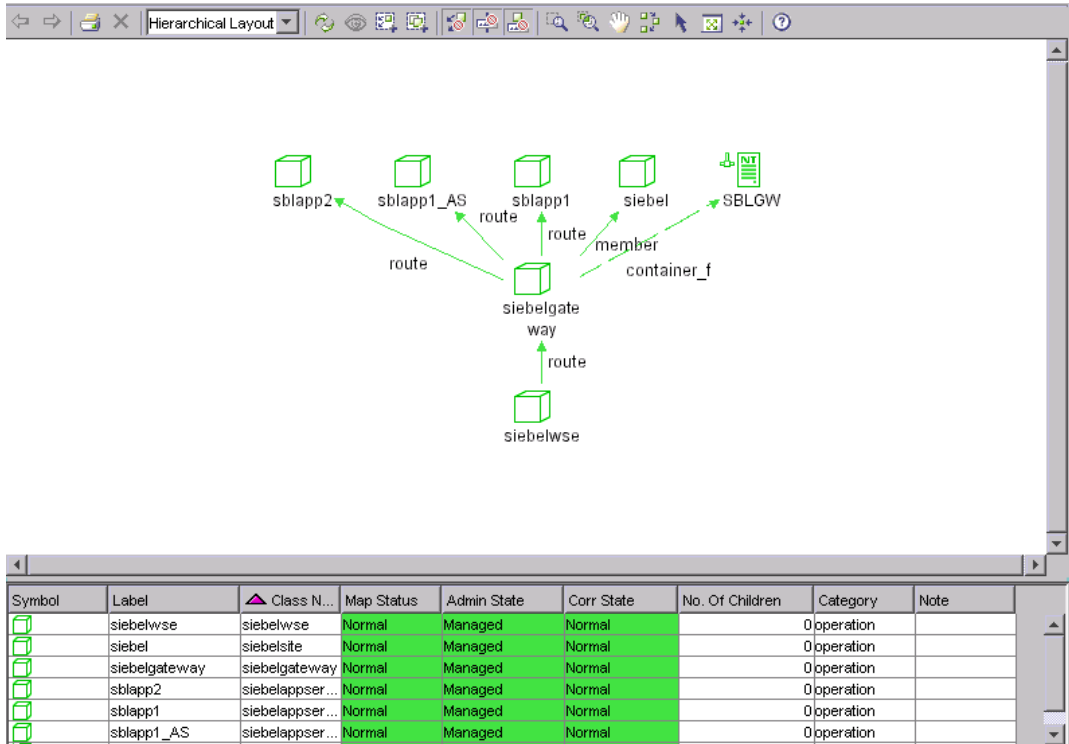 Hierarchical Layout
NT
sblapp2 sblapp1_AS sblapp1 siebel SBLGW
route
route
member
route
container_f
siebelgate
way
route
siebelwse
Symbol Label Class N... Map Status Admin State Corr State No. Of Children Category Note
siebelwse siebelwse Normal Managed Normal 0 operation
siebel siebelsite Normal Managed Normal 0 operation
siebelgateway siebelgateway Normal Managed Normal 0 operation
sblapp2 siebelappser... Normal Managed Normal 0 operation
sblapp1 siebelappser... Normal Managed Normal 0 operation
sblapp1_AS siebelappser... Normal Managed Normal 0 operation